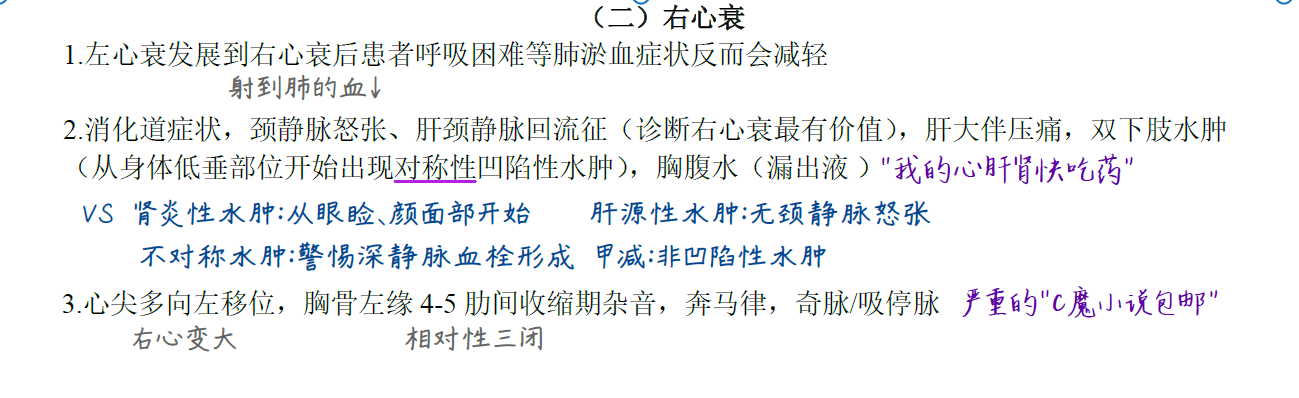 （二）右心衰
1.左心衰发展到右心衰后患者呼吸困难等肺淤血症状反而会减轻
射到肺的血↓
2.消化道症状，颈静脉怒张、肝颈静脉回流征（诊断右心衰最有价值），肝大伴压痛，双下肢水肿
（从身体低垂部位开始出现对称性凹陷性水肿），胸腹水（漏出液 ）"我的心肝肾快吃药"
VS 肾炎性水肿:从眼睑、颜面部开始 肝源性水肿:无颈静脉怒张
不对称水肿:警惕深静脉血栓形成 甲减:非凹陷性水肿
3.心尖多向左移位，胸骨左缘 4-5 肋间收缩期杂音，奔马律，奇脉/吸停脉 严重的"C魔小说包邮"
右心变大 相对性三闭